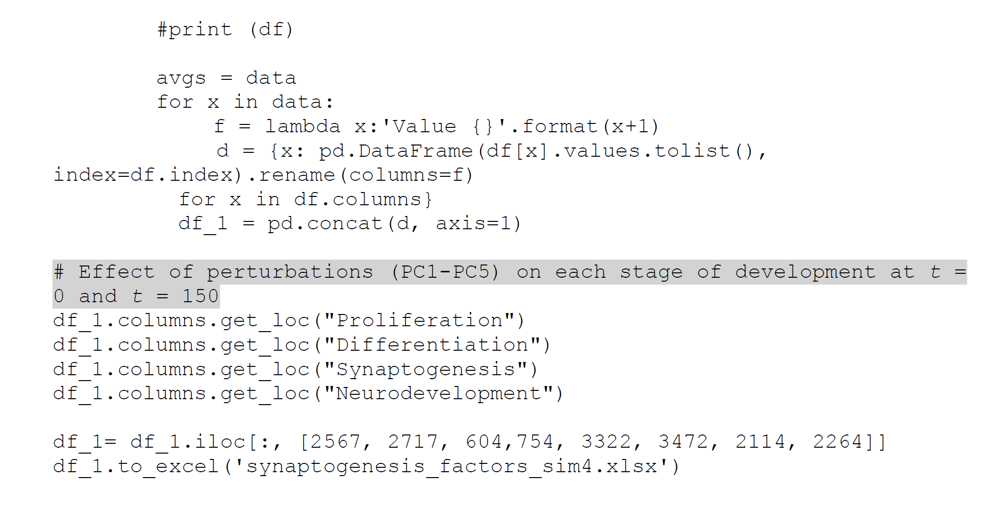 #print (df)
avgs = data
for x in data:
f = lambda x:'Value {}'.format(x+1)
d = {x: pd.DataFrame(df[x].values.tolist(),
index=df.index).rename(columns=f)
for x in df.columns}
df_1 = pd.concat(d, axis=1)
# Effect of perturbations (PC1-PC5) on each stage of development at t =
0 and t = 150
df_1.columns.get_loc("Proliferation")
df_1.columns.get_loc("Differentiation")
df_1.columns.get_loc("Synaptogenesis")
df_1.columns.get_loc("Neurodevelopment")
df_1= df_1.iloc[:, [2567, 2717, 604,754, 3322, 3472, 2114, 2264]]
df_1.to_excel('synaptogenesis_factors_sim4.xlsx')